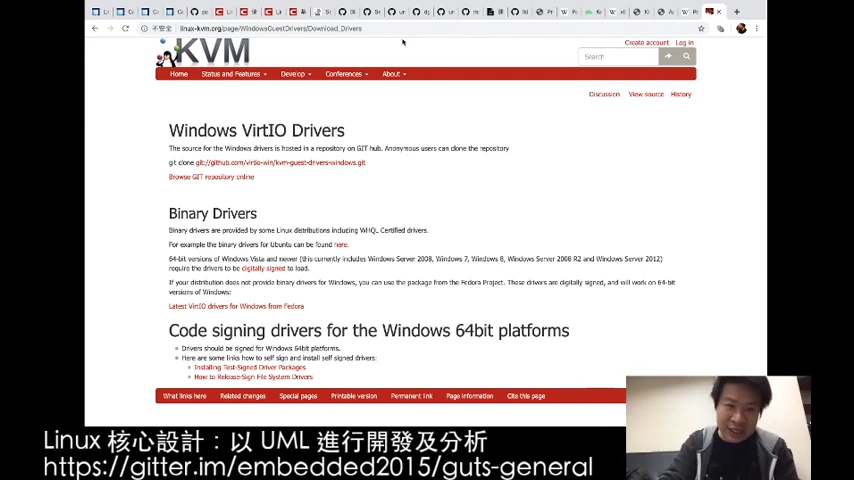 不安全 linux-kvm.org/page/WindowsGuestDrivers/Download_Drivers
KVM
Create account Log in
Search
Home Status and Features Develop Conferences About
Discussion View source History
Windows VirtIO Drivers
The source for the Windows drivers is hosted in a repository on GIT hub. Anonymous users can clone the repository
git clone git://github.com/virtio-win/kvm-guest-drivers-windows.git
Browse GIT repository online
Binary Drivers
Binary drivers are provided by some Linux distributions including WHQL Certified drivers.
For example the binary drivers for Ubuntu can be found here.
64-bit versions of Windows Vista and newer (this currently includes Windows Server 2008, Windows 7, Windows 8, Windows Server 2008 R2 and Windows Server 2012)
require the drivers to be digitally signed to load.
If your distribution does not provide binary drivers for Windows, you can use the package from the Fedora Project. These drivers are digitally signed, and will work on 64-bit
versions of Windows:
Latest VirtIO drivers for Windows from Fedora
Code signing drivers for the Windows 64bit platforms
Drivers should be signed for Windows 64bit platforms.
Here are some links how to self sign and install self signed drivers:
Installing Test-Signed Driver Packages
How to Release-Sign File System Drivers
What links here Related changes Special pages Printable version Permanent link Page information Cite this page
Linux 核心設計：以 UML 進行開發及分析
https://gitter.im/embedded2015/guts-general